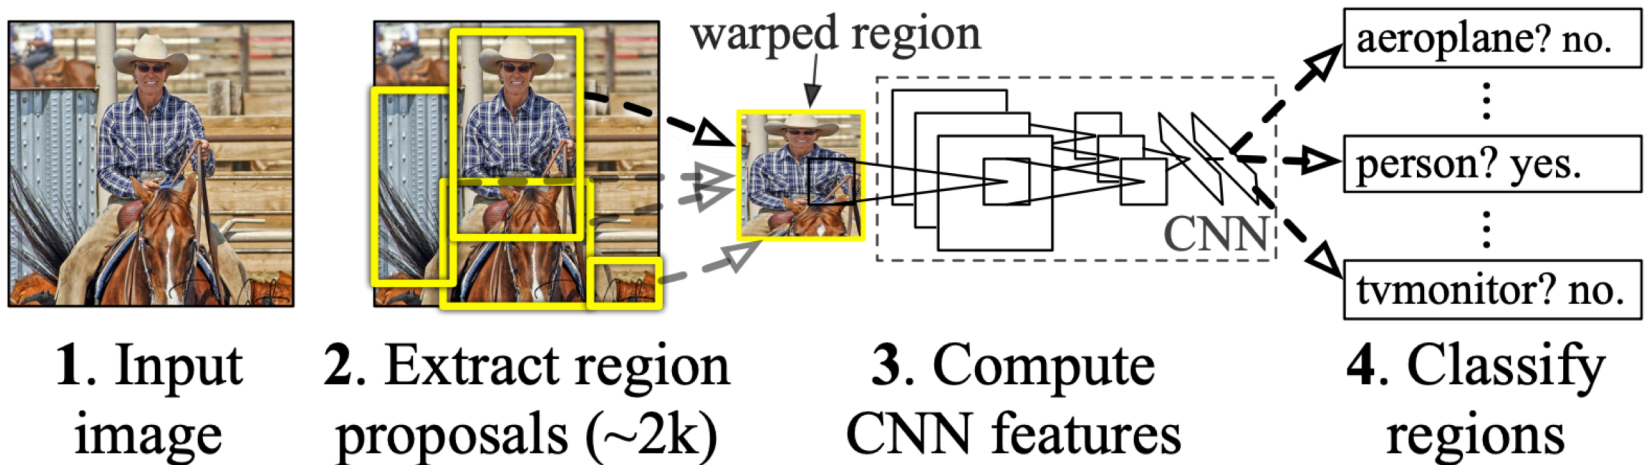 warped region
aeroplane? no.
person? yes.
CNN
tvmonitor? no.
1. Input
image
2. Extract region
proposals (~2k)
3. Compute
CNN features
4. Classify
regions